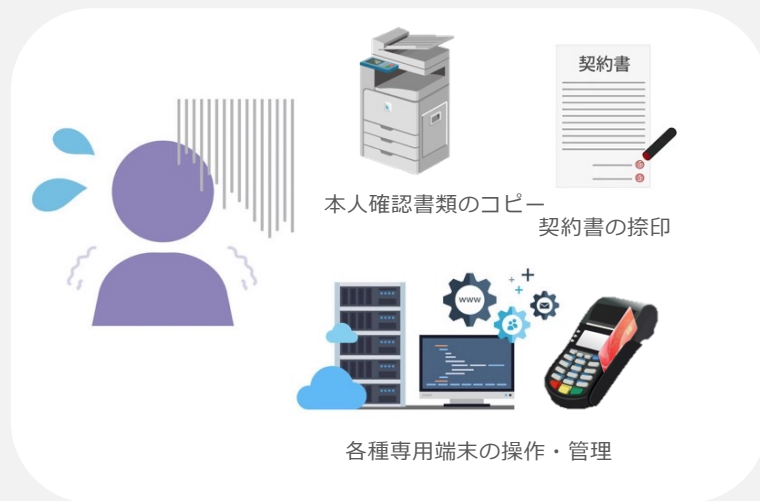 契約書
本人確認書類のコピー
契約書の捺印
www
各種専用端末の操作・管理